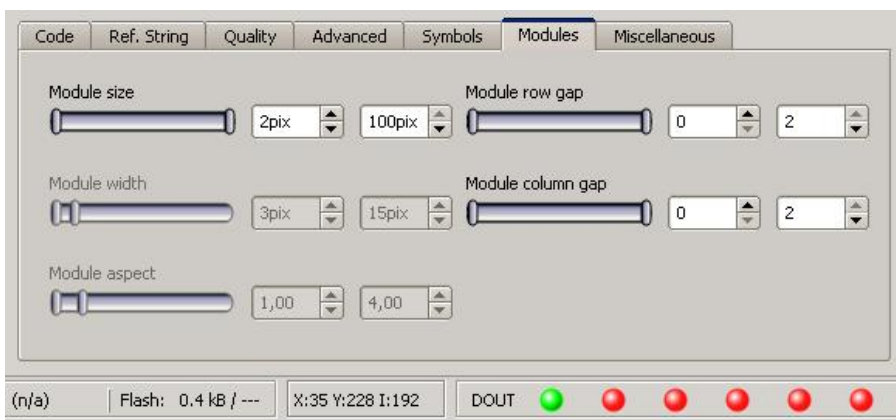 Code Ref. String Quality Advanced Symbols Modules Miscellaneous
Module size
2pix 100pix
Module row gap
0 2
Module width
3pix 15pix
Module column gap
0 2
Module aspect
1,00 4,00
(n/a) Flash: 0.4 kB / --- X:35 Y:228 I:192 DOUT